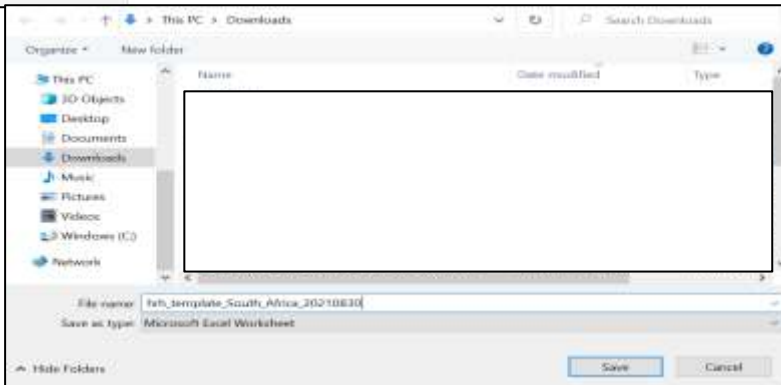 This PC > Downloads
Search Downloads
Organize
New folder
This PC
3D Objects
Desktop
Documents
Downloads
Music
Pictures
Videos
Windows (C:)
Network
Name
Date modified
Type
File name: hrh_template_South_Africa_20210830
Save as type: Microsoft Excel Worksheet
Hide Folders
Save
Cancel